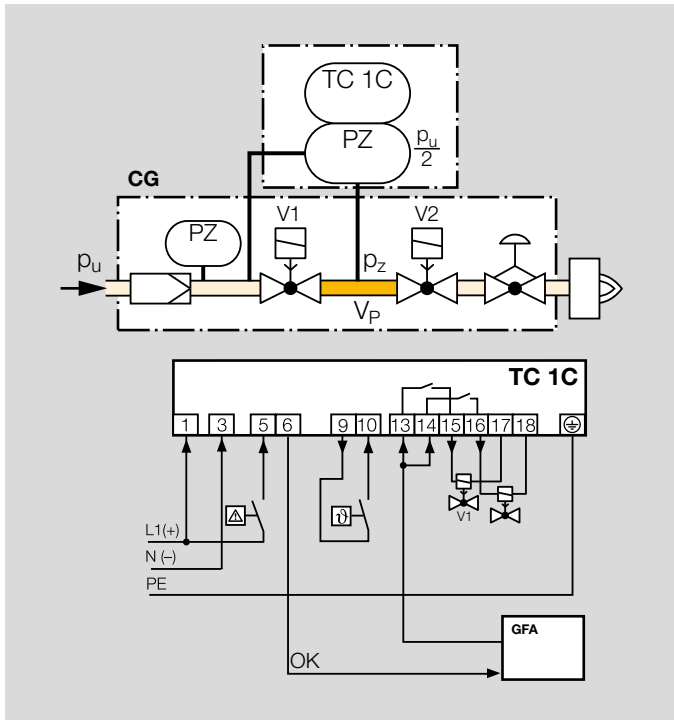 TC 1C
PZ
pu
2
CG
V1
V2
PZ
pu
pz
VP
TC 1C
1 3 5 6 9 10 13 14 15 16 17 18
ϑ
V1
L1(+)
N (–)
PE
GFA
OK